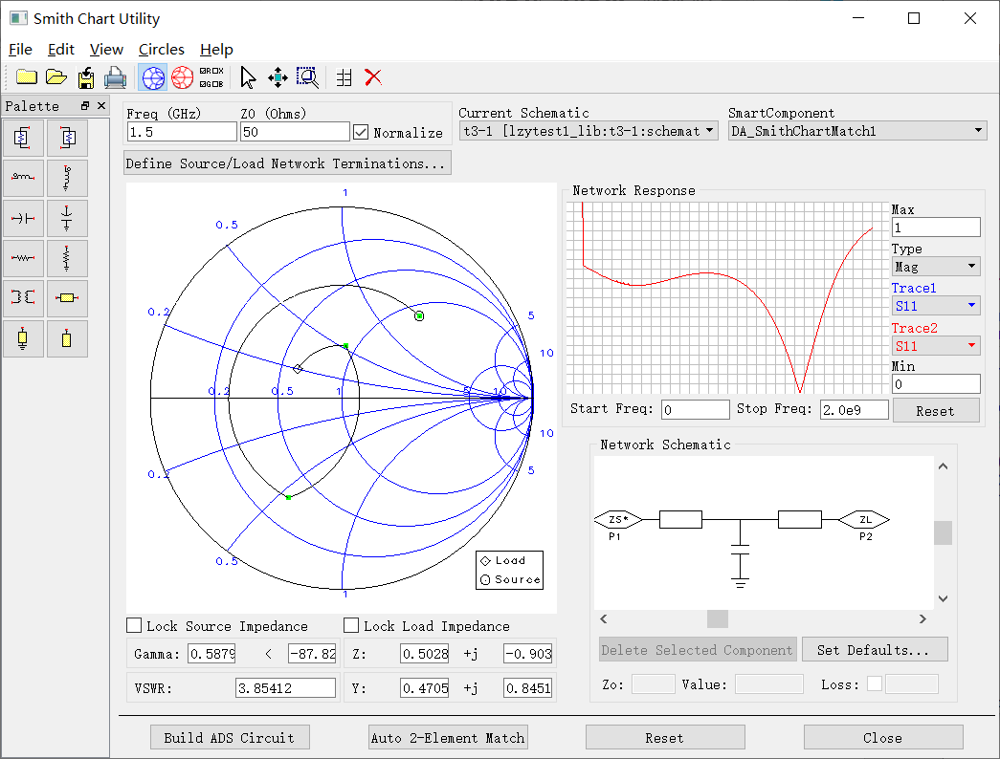 Smith Chart Utility
File Edit View Circles Help
Palette
Freq (GHz) Z0 (Ohms)
1.5 50 Normalize
Define Source/Load Network Terminations...
Current Schematic
t3-1 [lzytest1_lib:t3-1:schemat
SmartComponent
DA_SmithChartMatch1
1
0.5
0.2
5
10
0.2 0.5 1 5 10
10
0.2
5
0.5
1
Load
Source
Network Response
Max
1
Type
Mag
Trace1
S11
Trace2
S11
Min
0
Start Freq: 0 Stop Freq: 2.0e9 Reset
Network Schematic
ZS* ZL
P1 P2
Delete Selected Component Set Defaults...
Zo: Value: Loss:
Lock Source Impedance Lock Load Impedance
Gamma: 0.5879 < -87.82 Z: 0.5028 +j -0.903
VSWR: 3.85412 Y: 0.4705 +j 0.8451
Build ADS Circuit Auto 2-Element Match Reset Close